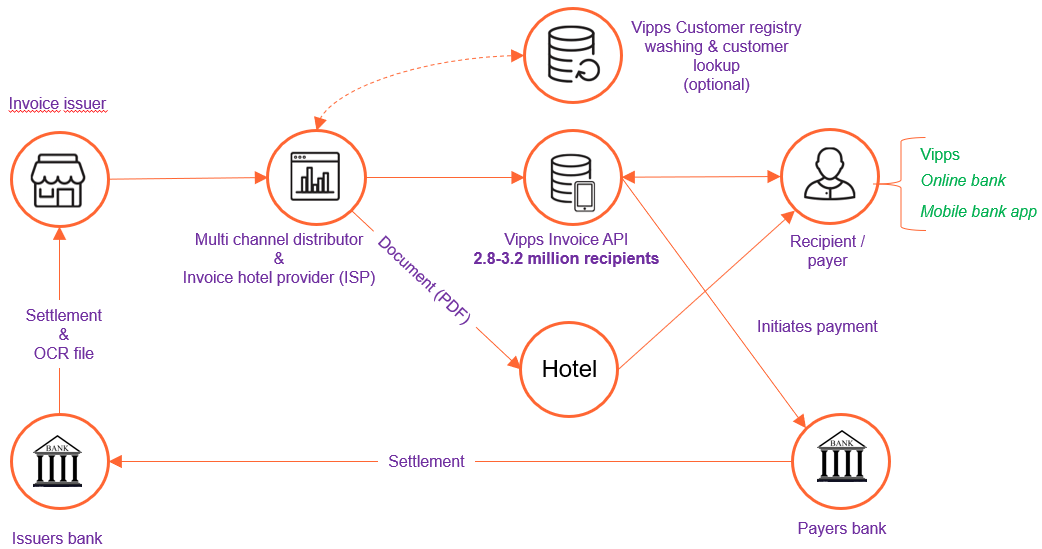 Vipps Customer registry
washing & customer
lookup
(optional)
Invoice issuer
Vipps
Online bank
Mobile bank app
Multi channel distributor
&
Invoice hotel provider (ISP)
Vipps Invoice API
2.8-3.2 million recipients
Recipient /
payer
Document (PDF)
Settlement
&
OCR file
Initiates payment
Hotel
BANK
Settlement
BANK
Issuers bank
Payers bank